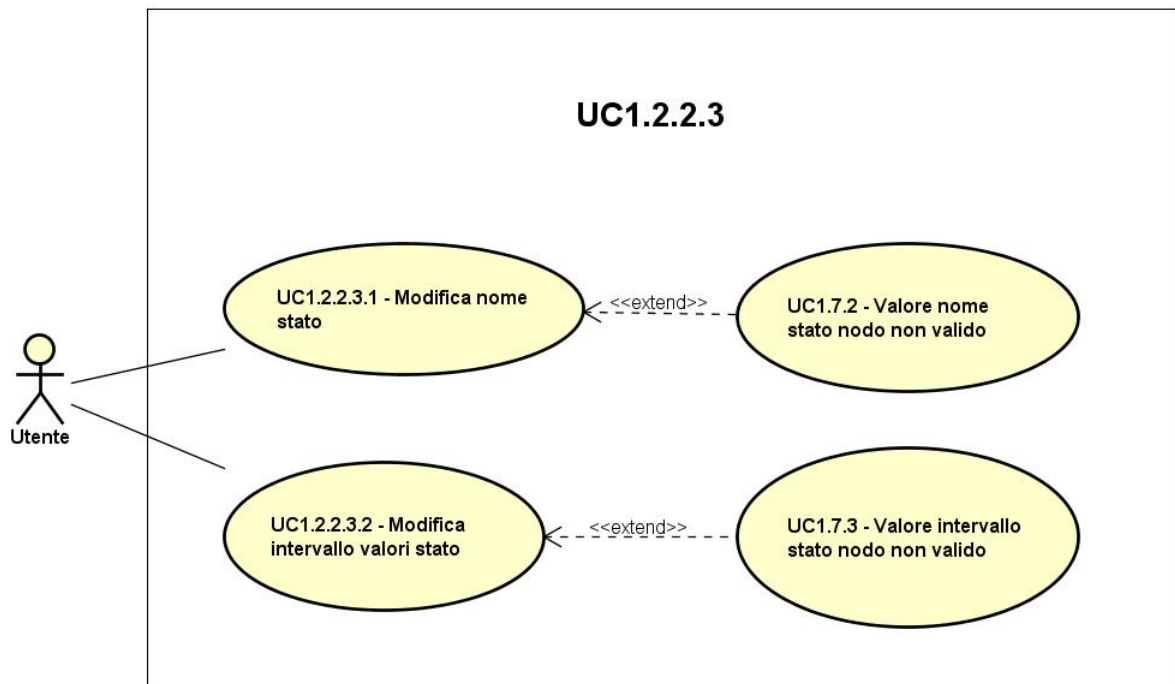 UC1.2.2.3
UC1.2.2.3.1 - Modifica nome
stato
<<extend>>
UC1.7.2 - Valore nome
stato nodo non valido
Utente
UC1.2.2.3.2 - Modifica
intervallo valori stato
<<extend>>
UC1.7.3 - Valore intervallo
stato nodo non valido